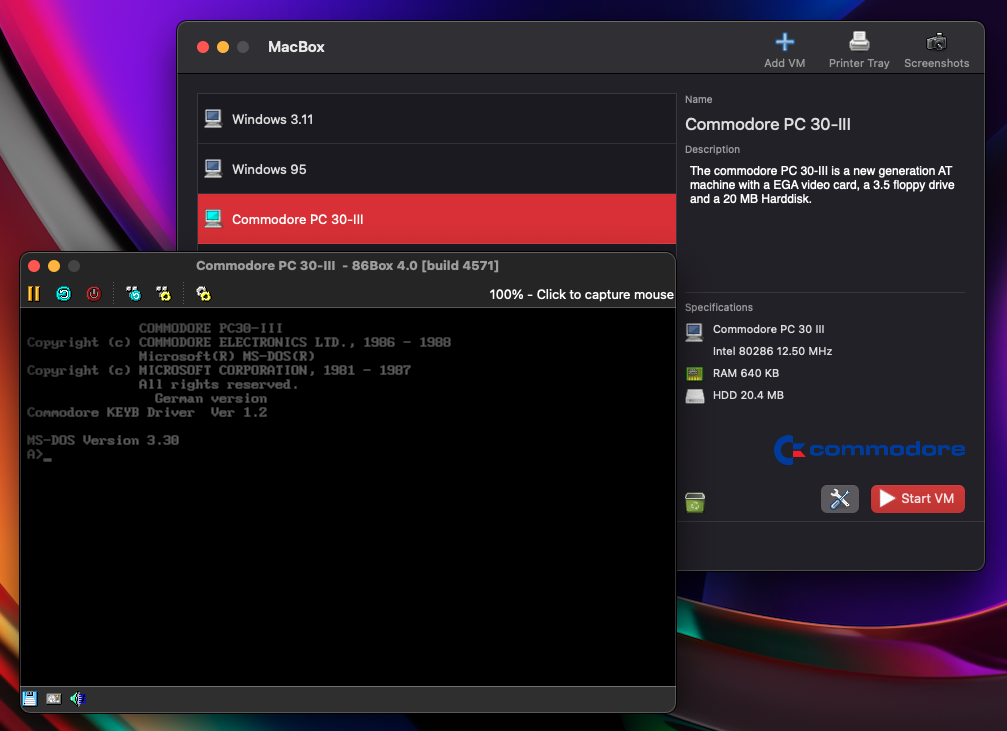 MacBox
Add VM
Printer Tray
Screenshots
Windows 3.11
Windows 95
Commodore PC 30-III
Name
Commodore PC 30-III
Description
The commodore PC 30-III is a new generation AT
machine with a EGA video card, a 3.5 floppy drive
and a 20 MB Harddisk.
Specifications
Commodore PC 30 III
Intel 80286 12.50 MHz
RAM 640 KB
HDD 20.4 MB
commodore
Start VM
Commodore PC 30-III - 86Box 4.0 [build 4571]
100% - Click to capture mouse
COMMODORE PC30-III
Copyright (c) COMMODORE ELECTRONICS LTD., 1986 - 1988
Microsoft(R) MS-DOS(R)
Copyright (c) MICROSOFT CORPORATION, 1981 - 1987
All rights reserved.
German version
Commodore KEYB Driver  Ver 1.2
MS-DOS Version 3.30
A>_